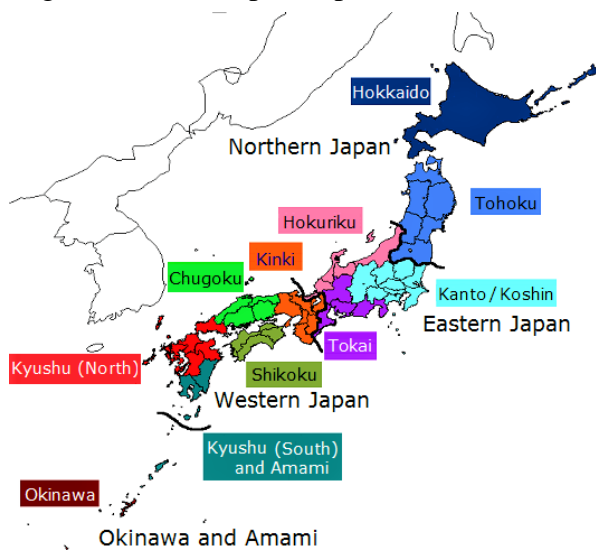 Hokkaido
Northern Japan
Tohoku
Hokuriku
Kinki
Chugoku
Kanto/Koshin
Eastern Japan
Tokai
Kyushu (North)
Shikoku
Western Japan
Kyushu (South)
and Amami
Okinawa
Okinawa and Amami